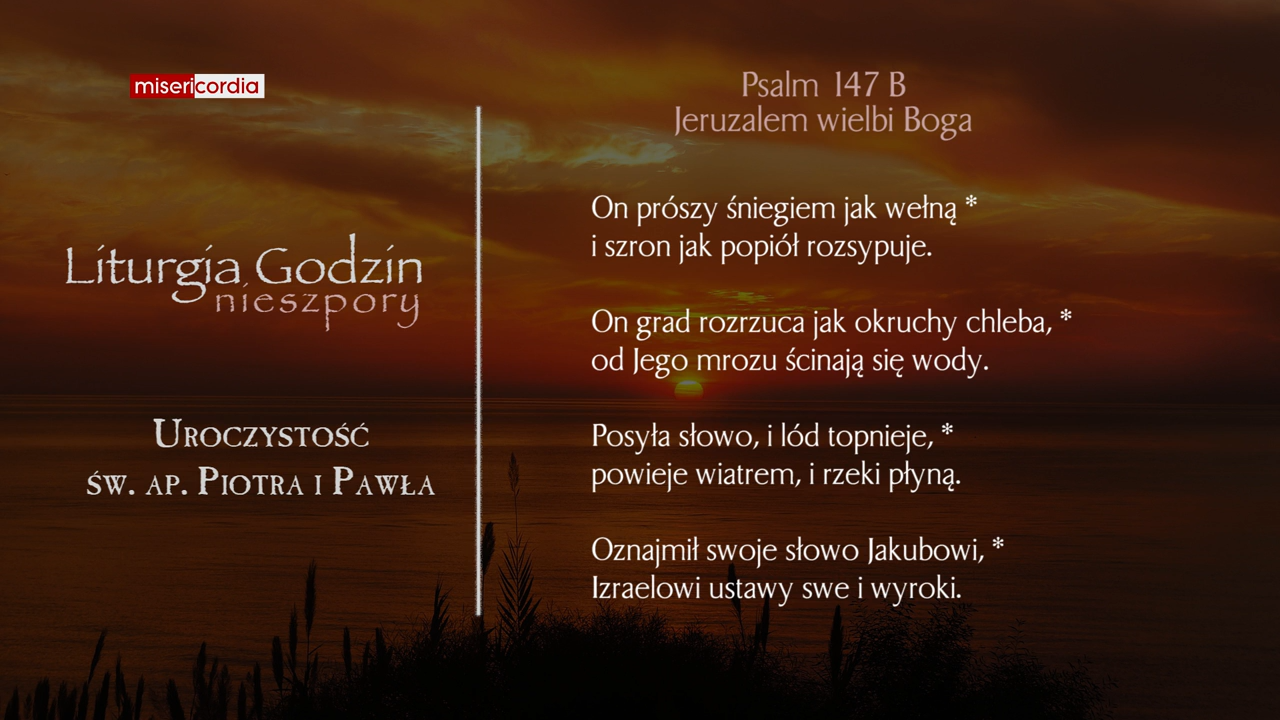 misericordia
Liturgia Godzin
nieszpory
Uroczystość
św. ap. Piotra i Pawła
Psalm 147 B
Jeruzalem wielbi Boga
On prószy śniegiem jak wełną *
i szron jak popiół rozsypuje.
On grad rozrzuca jak okruchy chleba, *
od Jego mrozu ścinają się wody.
Posyła słowo, i lód topnieje, *
powieje wiatrem, i rzeki płyną.
Oznajmił swoje słowo Jakubowi, *
Izraelowi ustawy swe i wyroki.